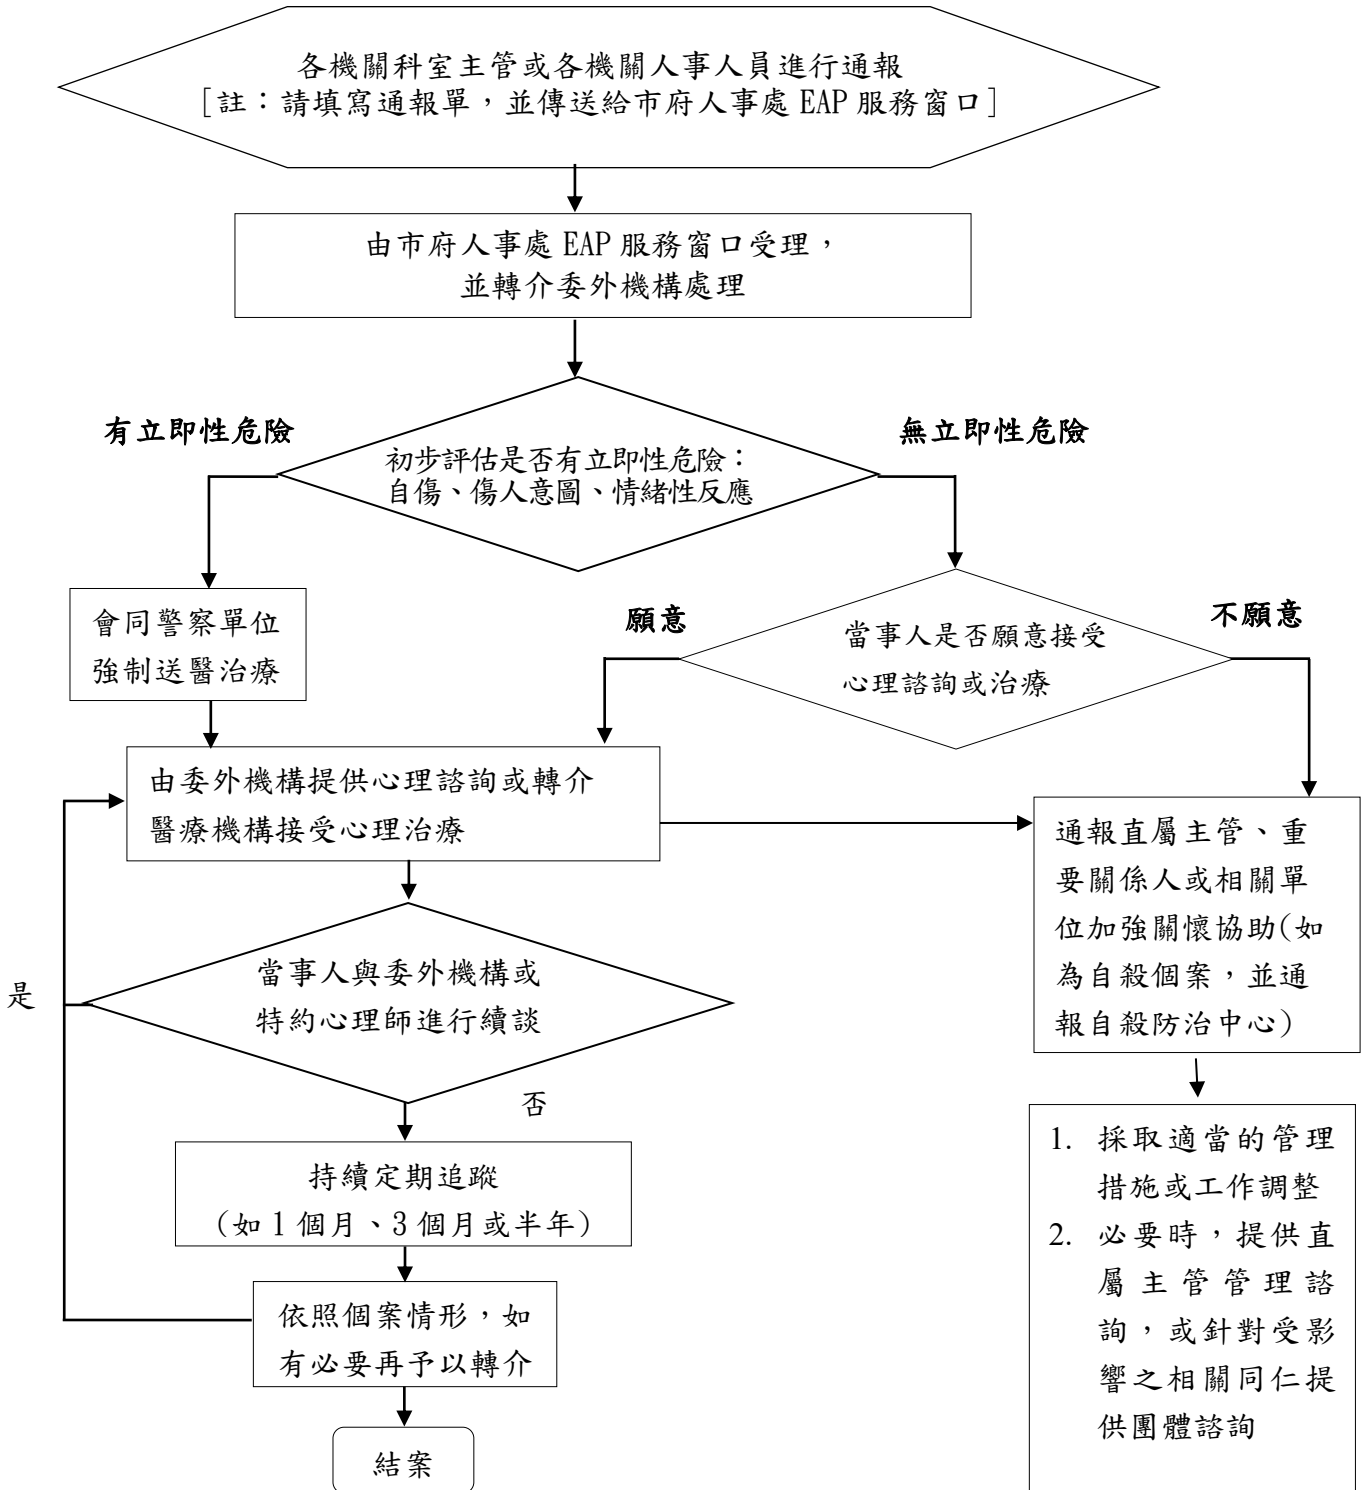 各機關科室主管或各機關人事人員進行通報
[註：請填寫通報單，並傳送給市府人事處 EAP 服務窗口]
由市府人事處 EAP 服務窗口受理，
並轉介委外機構處理
有立即性危險
無立即性危險
初步評估是否有立即性危險：
自傷、傷人意圖、情緒性反應
會同警察單位
強制送醫治療
願意
不願意
當事人是否願意接受
心理諮詢或治療
由委外機構提供心理諮詢或轉介
醫療機構接受心理治療
通報直屬主管、重
要關係人或相關單
位加強關懷協助(如
為自殺個案，並通
報自殺防治中心)
是
當事人與委外機構或
特約心理師進行續談
否
持續定期追蹤
(如 1 個月、3 個月或半年)
依照個案情形，如
有必要再予以轉介
結案
1. 採取適當的管理
措施或工作調整
2. 必要時，提供直
屬主管管理諮
詢，或針對受影
響之相關同仁提
供團體諮詢